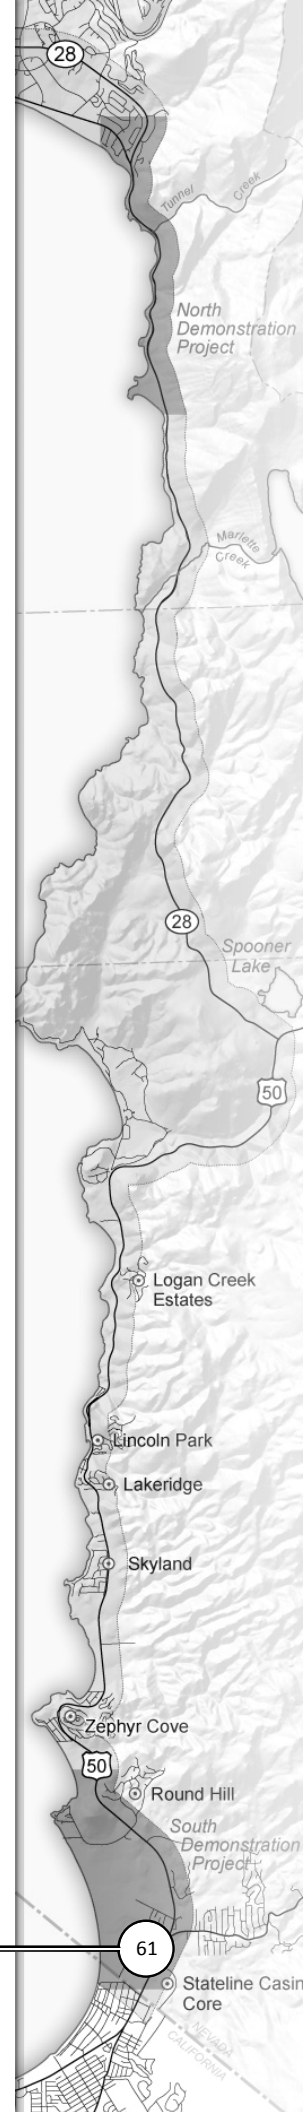 28
Tunnel
Creek
North
Demonstration
Project
Marlette
Creek
28
Spooner
Lake
50
Logan Creek
Estates
Lincoln Park
Lakeridge
Skyland
Zephyr Cove
50
Round Hill
South
Demonstration
Project
61
Stateline Casin
Core
NEVADA
CALIFORNIA